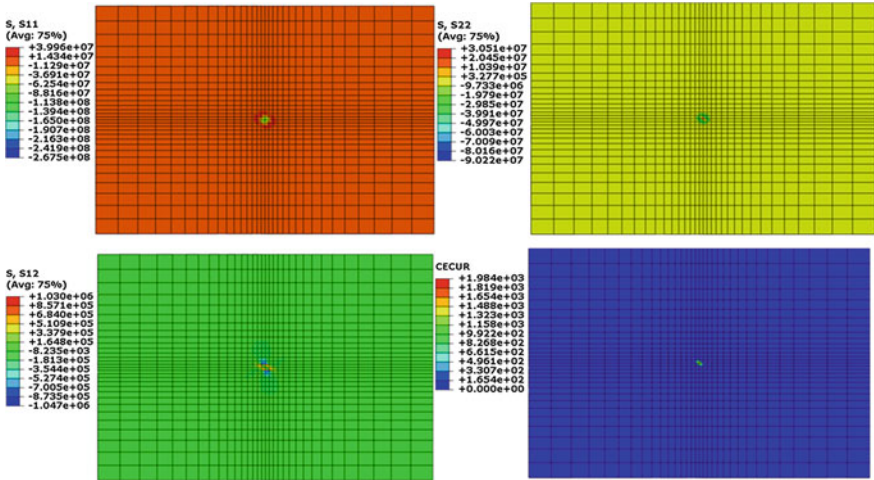 S, S11
(Avg: 75%)
+3.996e+07
+1.434e+07
-1.129e+07
-3.691e+07
-6.254e+07
-8.816e+07
-1.138e+08
-1.394e+08
-1.650e+08
-1.907e+08
-2.163e+08
-2.419e+08
-2.675e+08
S, S22
(Avg: 75%)
+3.051e+07
+2.045e+07
+1.039e+07
+3.277e+05
-9.733e+06
-1.979e+07
-2.985e+07
-3.991e+07
-4.997e+07
-6.003e+07
-7.009e+07
-8.016e+07
-9.022e+07
S, S12
(Avg: 75%)
+1.030e+06
+8.571e+05
+6.840e+05
+5.109e+05
+3.379e+05
+1.648e+05
-8.235e+03
-1.813e+05
-3.544e+05
-5.274e+05
-7.005e+05
-8.735e+05
-1.047e+06
CECUR
+1.984e+03
+1.819e+03
+1.654e+03
+1.488e+03
+1.323e+03
+1.158e+03
+9.922e+02
+8.268e+02
+6.615e+02
+4.961e+02
+3.307e+02
+1.654e+02
+0.000e+00